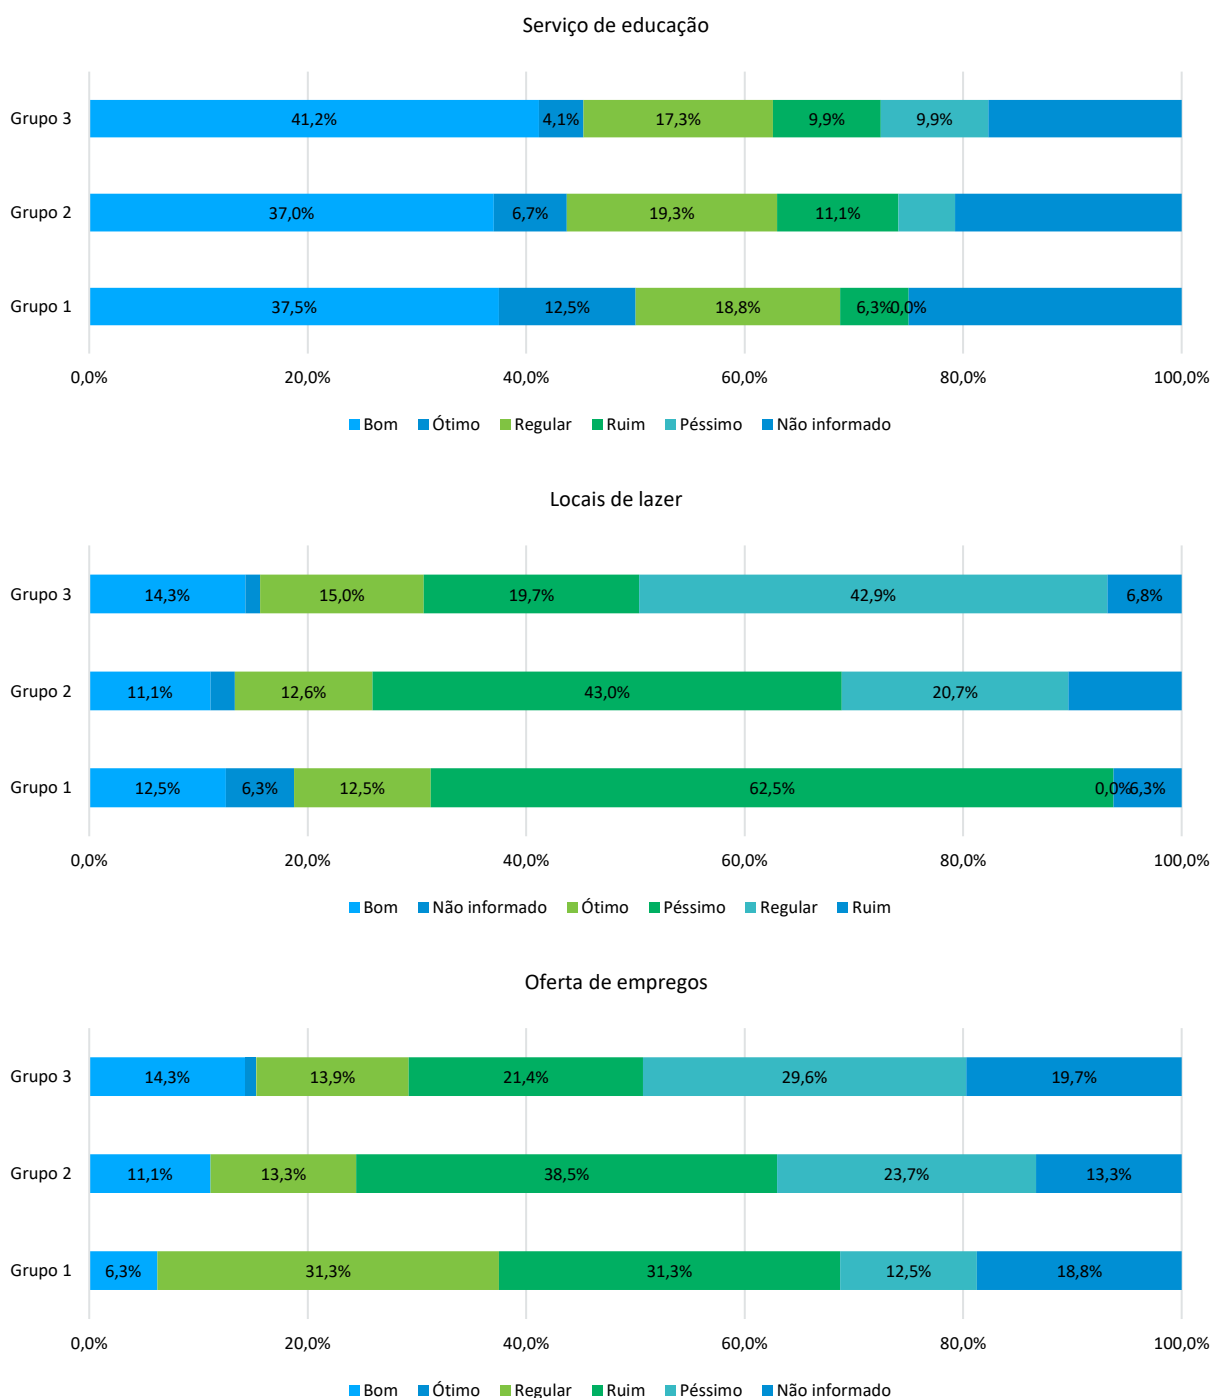 Serviço de educação
Grupo 3 41,2% 4,1% 17,3% 9,9% 9,9%
Grupo 2 37,0% 6,7% 19,3% 11,1%
Grupo 1 37,5% 12,5% 18,8% 6,3% 0,0%
0,0% 20,0% 40,0% 60,0% 80,0% 100,0%
Bom Ótimo Regular Ruim Péssimo Não informado
Locais de lazer
Grupo 3 14,3% 15,0% 19,7% 42,9% 6,8%
Grupo 2 11,1% 12,6% 43,0% 20,7%
Grupo 1 12,5% 6,3% 12,5% 62,5% 0,0% 6,3%
0,0% 20,0% 40,0% 60,0% 80,0% 100,0%
Bom Não informado Ótimo Péssimo Regular Ruim
Oferta de empregos
Grupo 3 14,3% 13,9% 21,4% 29,6% 19,7%
Grupo 2 11,1% 13,3% 38,5% 23,7% 13,3%
Grupo 1 6,3% 31,3% 31,3% 12,5% 18,8%
0,0% 20,0% 40,0% 60,0% 80,0% 100,0%
Bom Ótimo Regular Ruim Péssimo Não informado